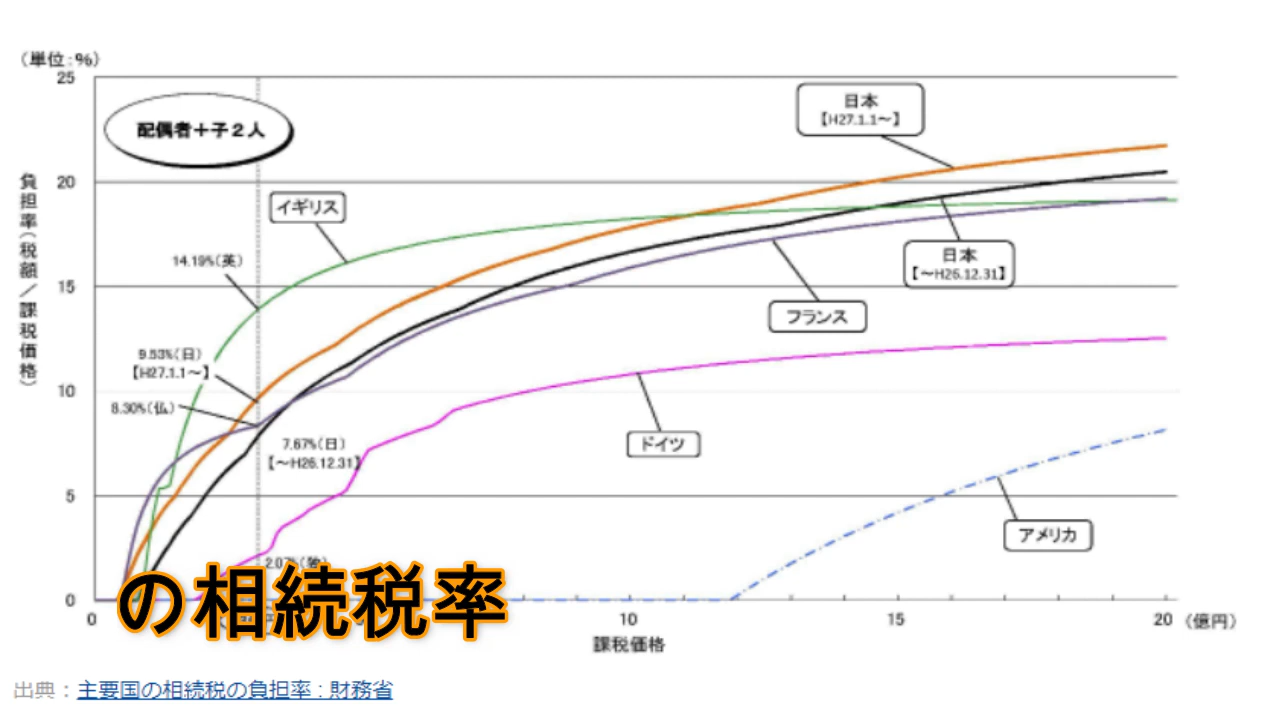 （単位：％）
25
配偶者＋子２人
日本
【H27.1.1～】
負担率（税額／課税価格）
20
イギリス
14.19%（英）
日本
【～H26.12.31】
15
フランス
9.53%（日）
【H27.1.1～】
10
8.30%（仏）
7.67%（日）
【～H26.12.31】
ドイツ
5
アメリカ
2.07%（独）
の相続税率
0
0
10
15
20
（億円）
課税価格
出典：主要国の相続税の負担率 : 財務省